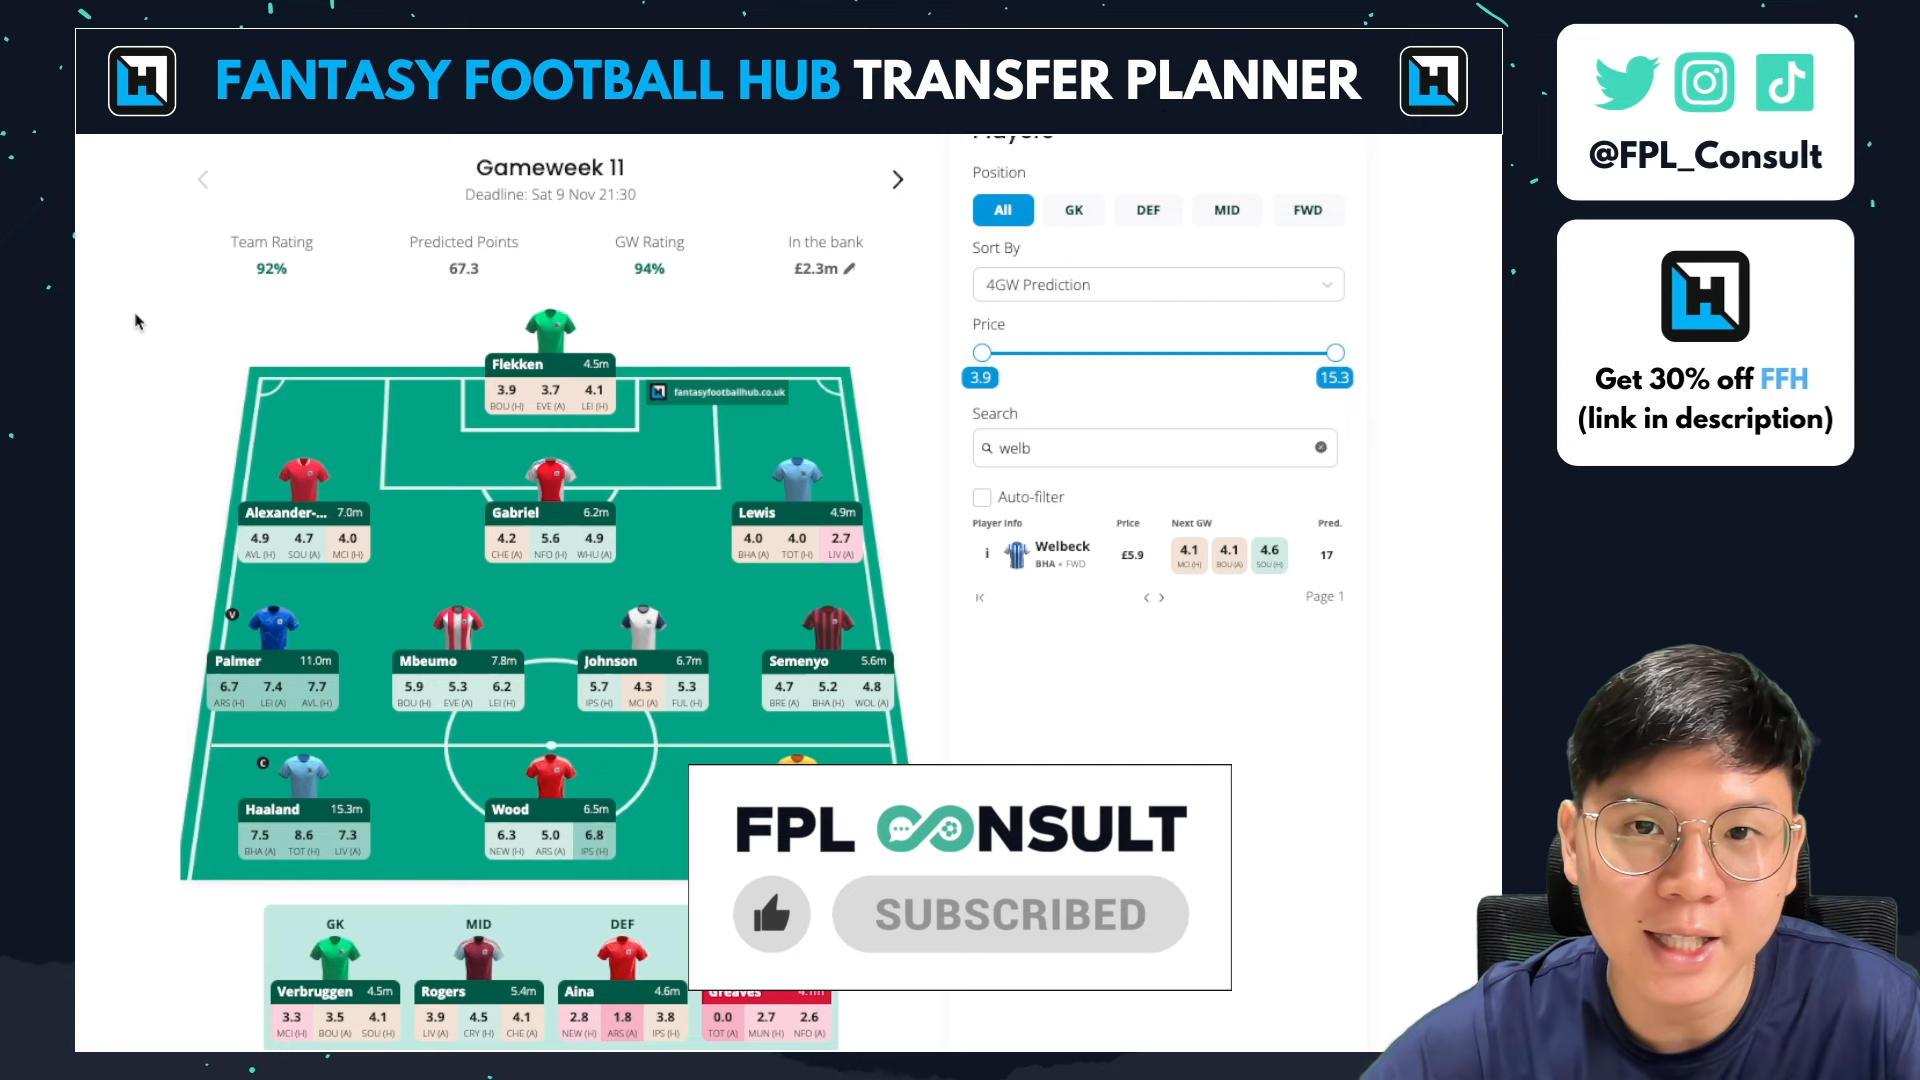 FANTASY FOOTBALL HUB TRANSFER PLANNER
@FPL_Consult
Get 30% off FFH
(link in description)
Gameweek 11
Deadline: Sat 9 Nov 21:30
Team Rating
92%
Predicted Points
67.3
GW Rating
94%
In the bank
£2.3m
Flekken 4.5m
3.9 3.7 4.1
BOU (H) EVE (A) LEI (H)
fantasyfootballhub.co.uk
Alexander-... 7.0m
4.9 4.7 4.0
AVL (H) SOU (A) MCI (H)
Gabriel 6.2m
4.2 5.6 4.9
CHE (A) NFO (H) WHU (A)
Lewis 4.9m
4.0 4.0 2.7
BHA (A) TOT (H) LIV (A)
V
Palmer 11.0m
6.7 7.4 7.7
ARS (H) LEI (A) AVL (H)
Mbeumo 7.8m
5.9 5.3 6.2
BOU (H) EVE (A) LEI (H)
Johnson 6.7m
5.7 4.3 5.3
IPS (H) MCI (A) FUL (H)
Semenyo 5.6m
4.7 5.2 4.8
BRE (A) BHA (H) WOL (A)
C
Haaland 15.3m
7.5 8.6 7.3
BHA (A) TOT (H) LIV (A)
Wood 6.5m
6.3 5.0 6.8
NEW (H) ARS (A) IPS (H)
GK
Verbruggen 4.5m
3.3 3.5 4.1
MCI (H) BOU (A) SOU (H)
MID
Rogers 5.4m
3.9 4.5 4.1
LIV (A) CRY (H) CHE (A)
DEF
Aina 4.6m
2.8 1.8 3.8
NEW (H) ARS (A) IPS (H)
Greaves 4.1m
0.0 2.7 2.6
TOT (A) MUN (H) NFO (A)
Players
Position
All GK DEF MID FWD
Sort By
4GW Prediction
Price
3.9 15.3
Search
welb
Auto-filter
Player Info Price Next GW Pred.
i Welbeck £5.9 4.1 4.1 4.6 17
BHA • FWD MCI (H) BOU (A) SOU (H)
Page 1
FPL CONSULT
SUBSCRIBED